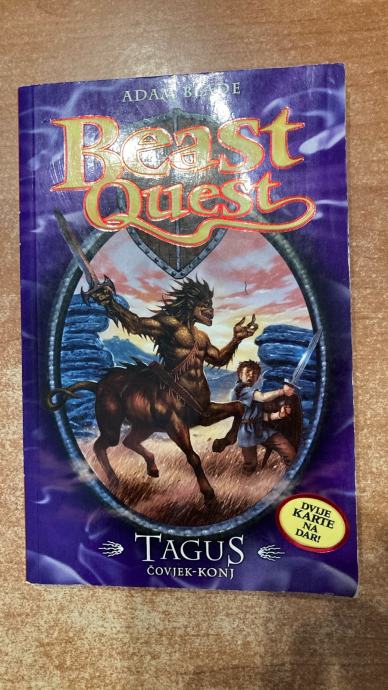 ADAM BLADE
Beast
Quest
DVIJE
KARTE
NA
DAR!
TAGUS
ČOVJEK-KONJ